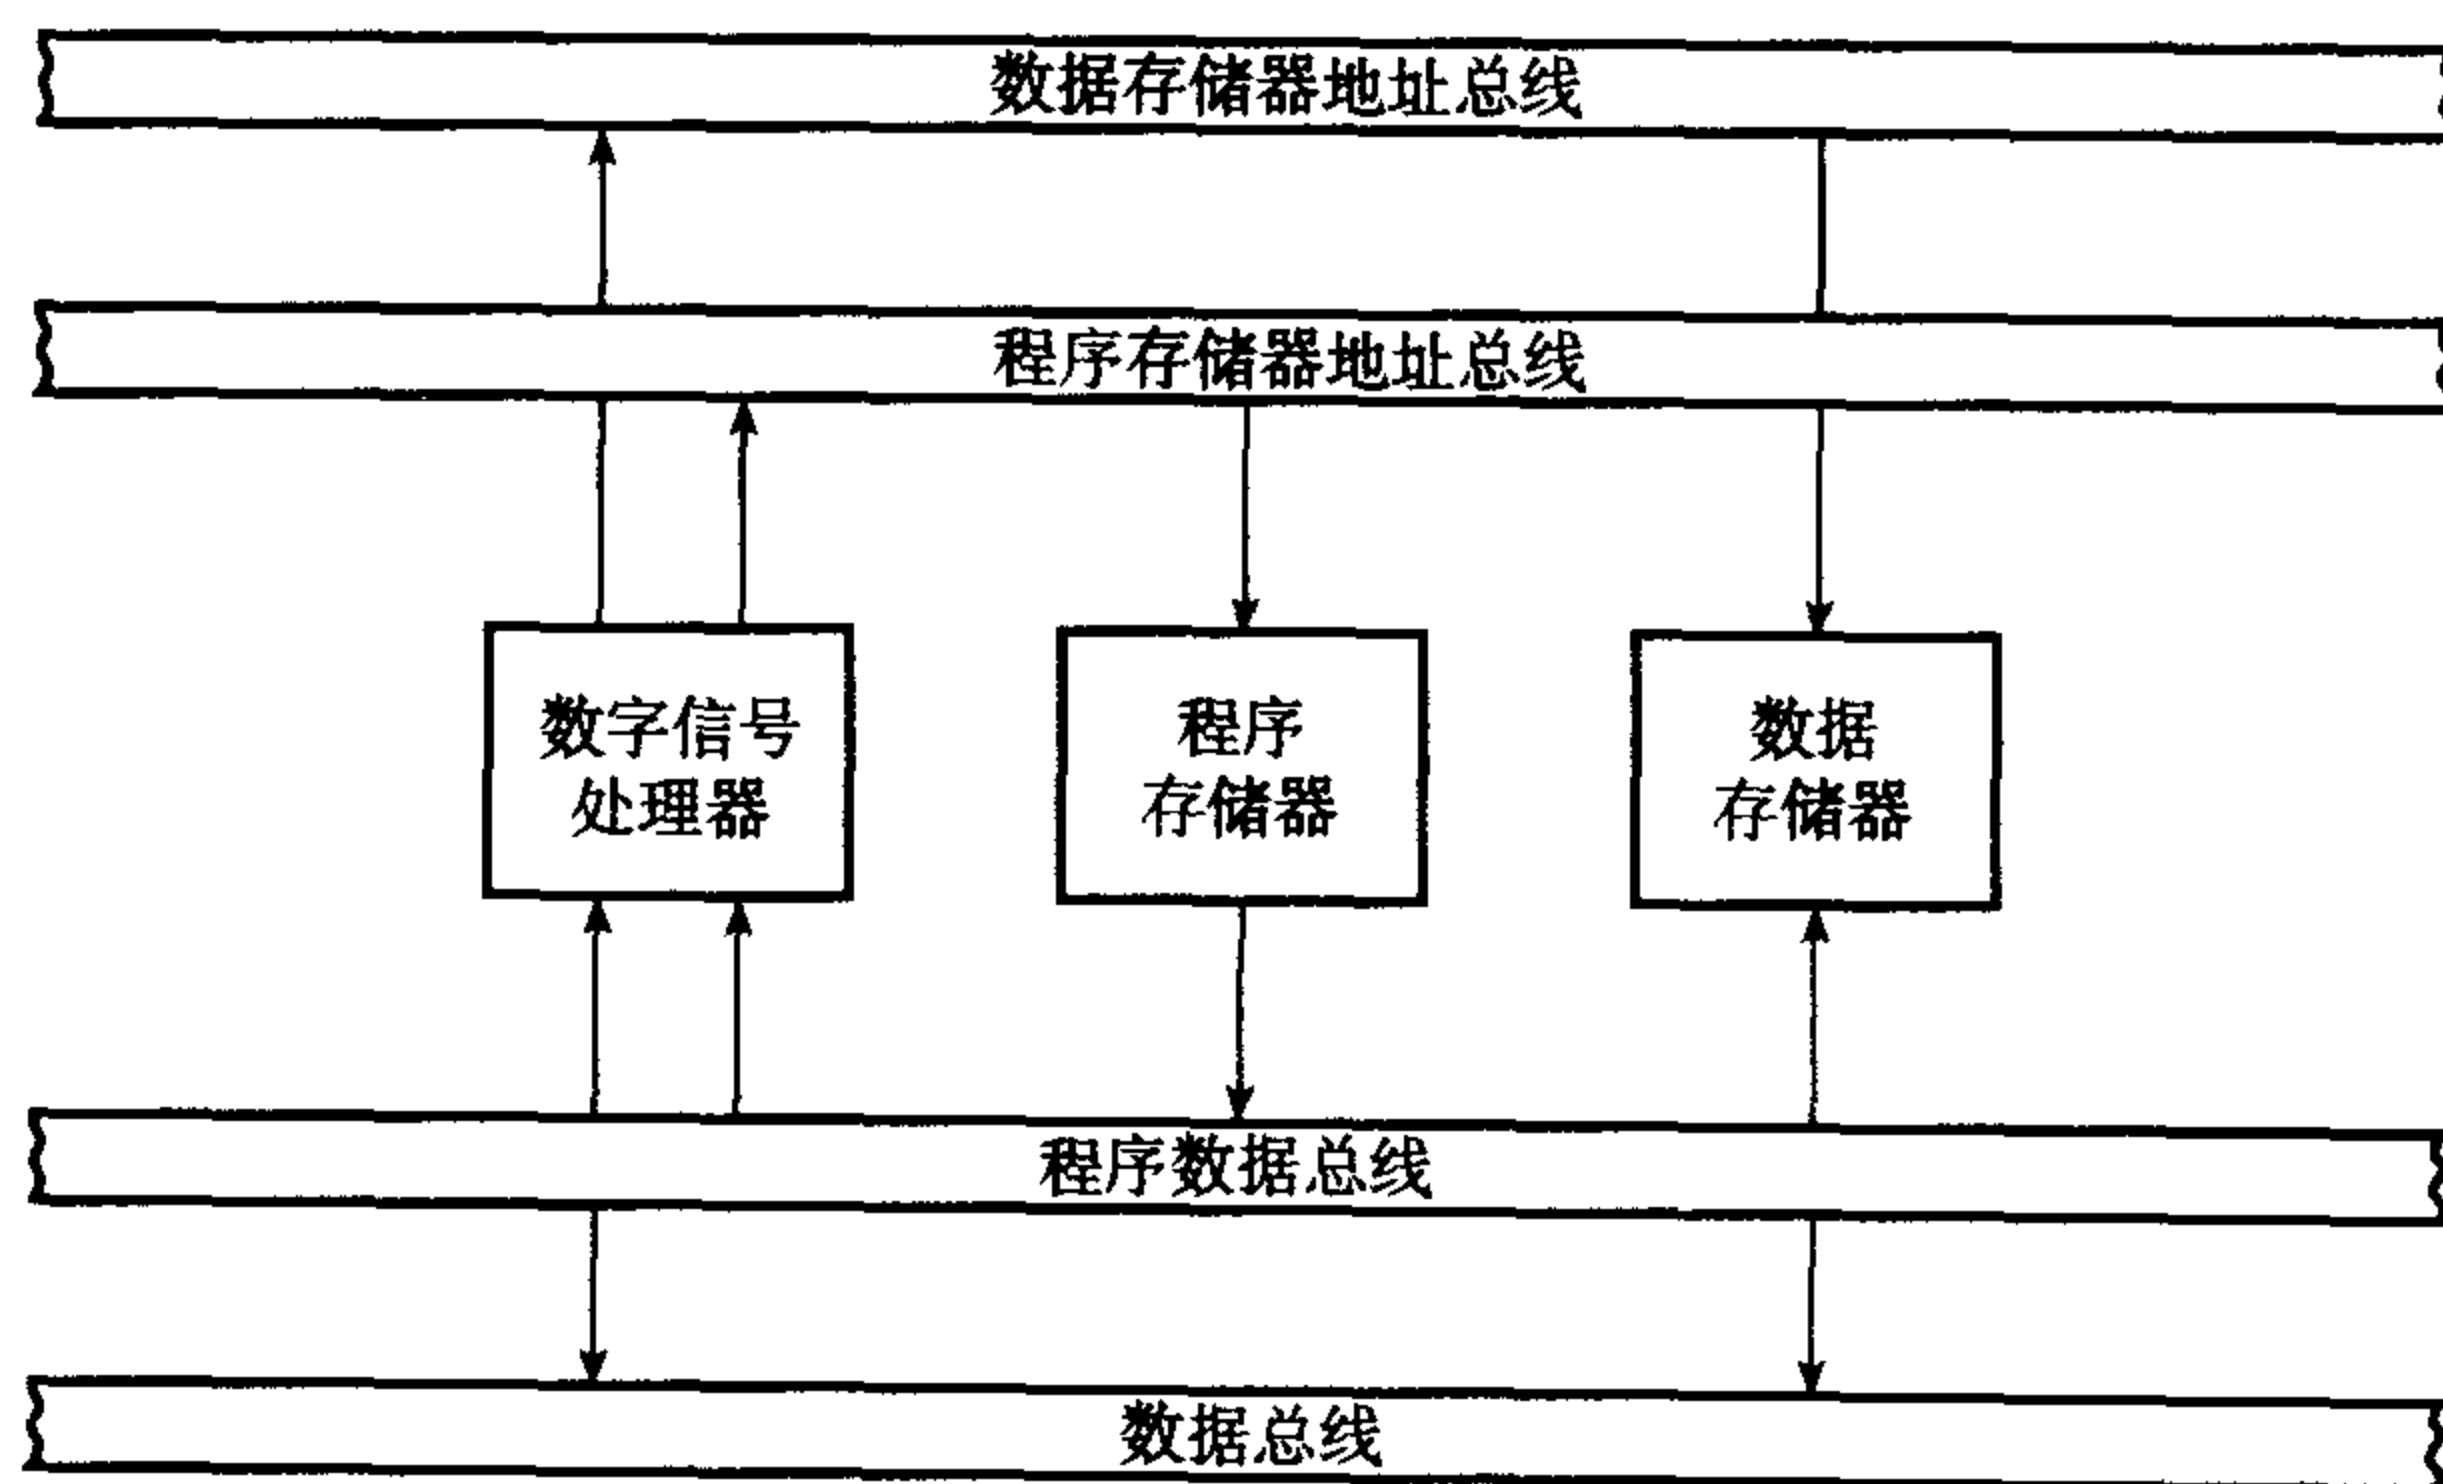 数据存储器地址总线
程序存储器地址总线
数字信号
处理器
程序
存储器
数据
存储器
程序数据总线
数据总线